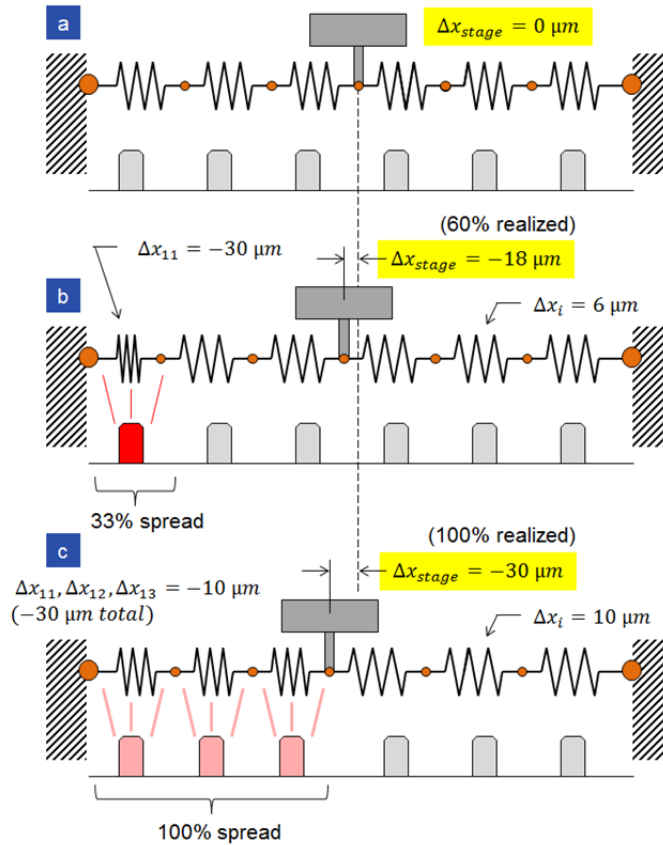 a
Δx_stage = 0 μm
(60% realized)
Δx_11 = −30 μm
Δx_stage = −18 μm
b
Δx_i = 6 μm
33% spread
(100% realized)
c
Δx_stage = −30 μm
Δx_11, Δx_12, Δx_13 = −10 μm
(−30 μm total)
Δx_i = 10 μm
100% spread